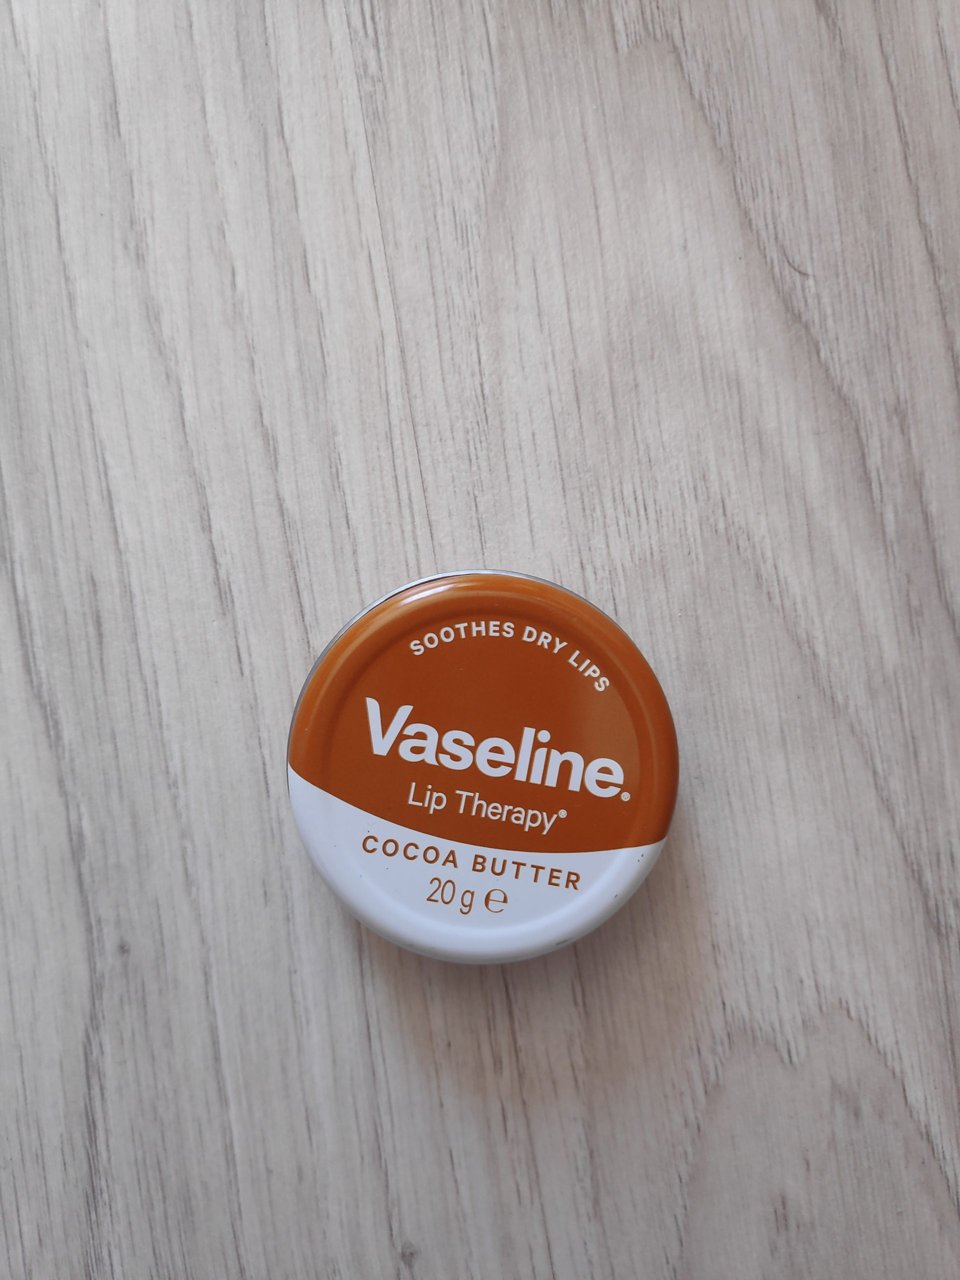 SOOTHES DRY LIPS
Vaseline®
Lip Therapy®
COCOA BUTTER
20 g ℮